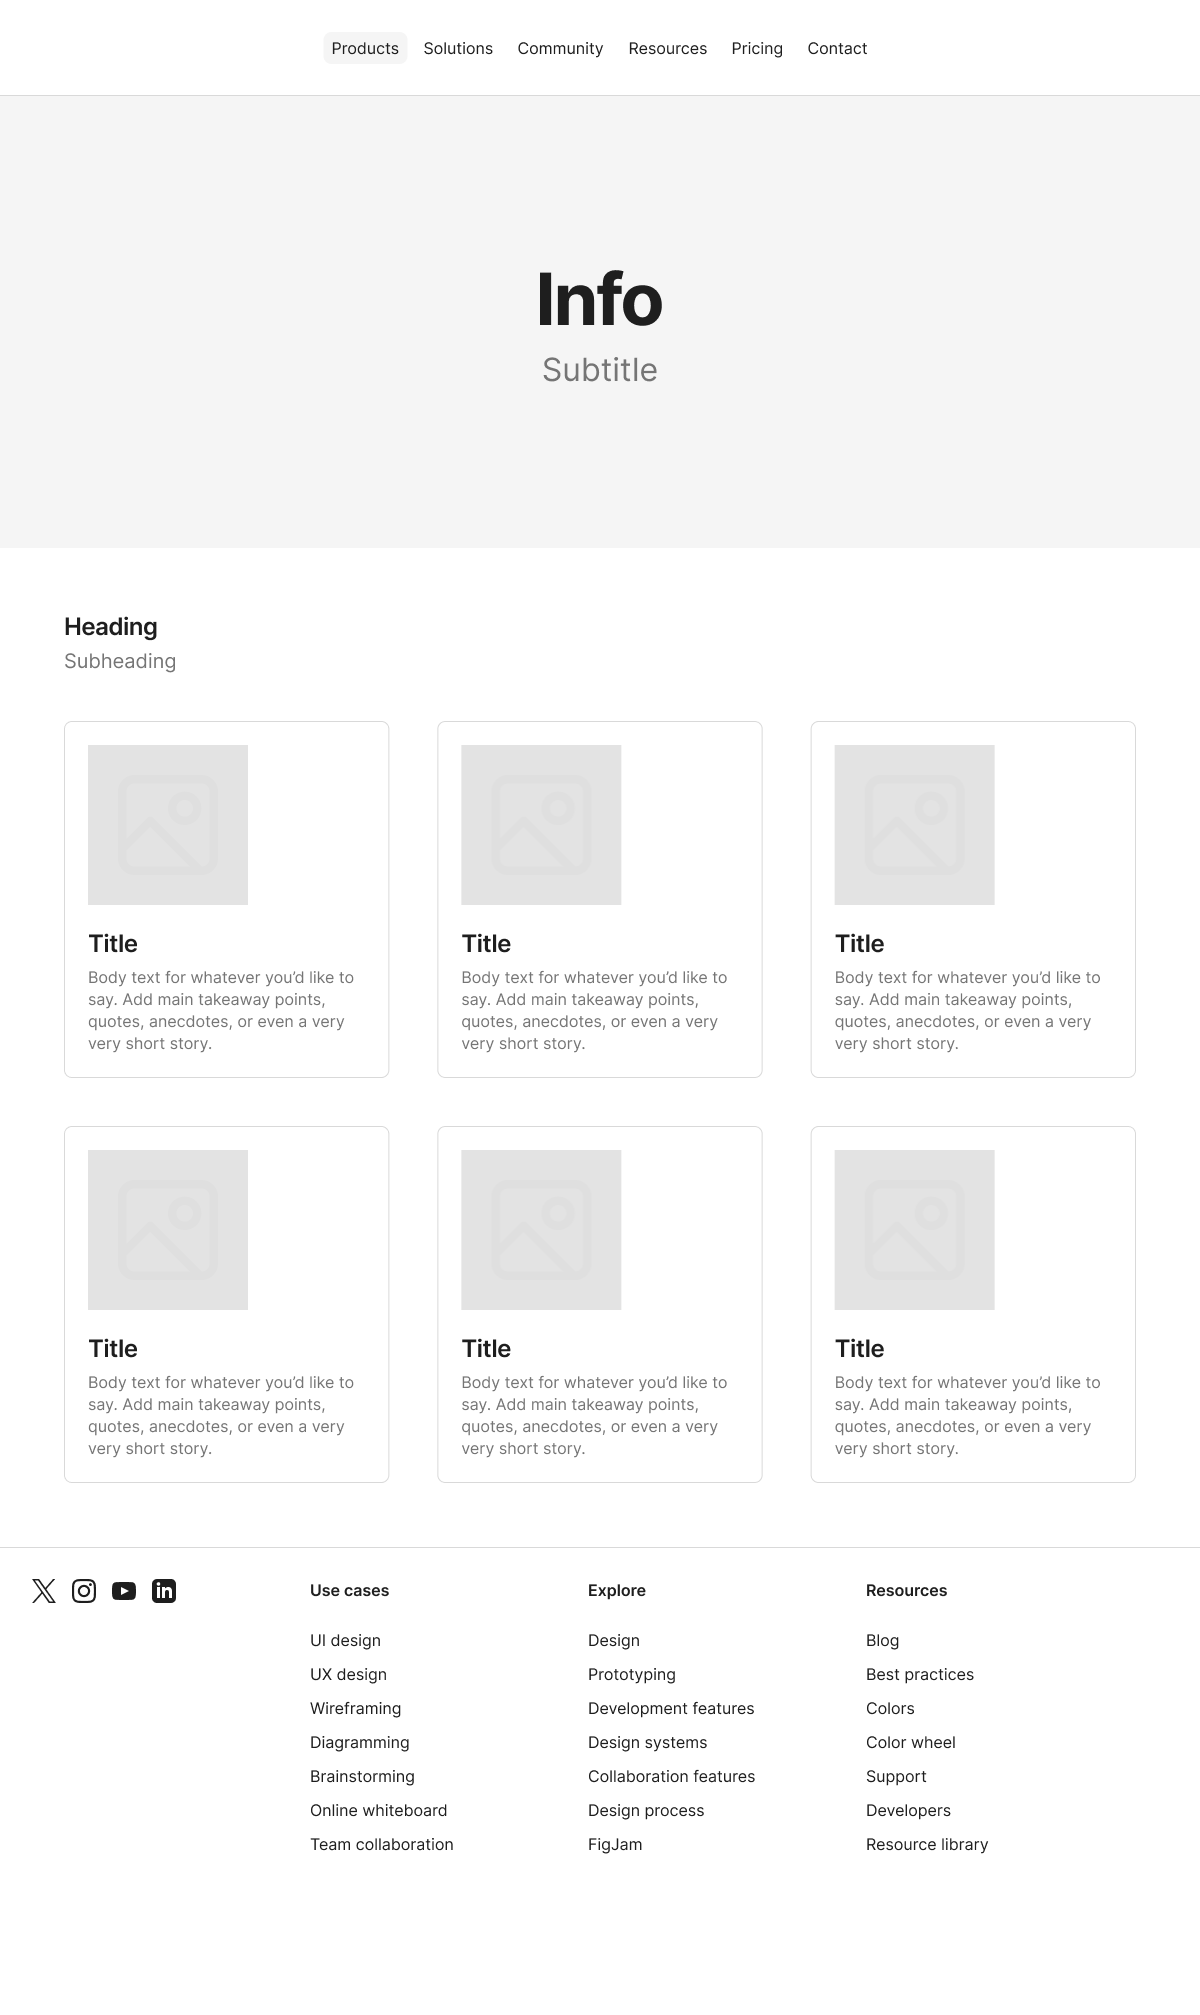 Products Solutions Community Resources Pricing Contact
Info
Subtitle
Heading
Subheading
Title
Body text for whatever you’d like to
say. Add main takeaway points,
quotes, anecdotes, or even a very
very short story.
Title
Body text for whatever you’d like to
say. Add main takeaway points,
quotes, anecdotes, or even a very
very short story.
Title
Body text for whatever you’d like to
say. Add main takeaway points,
quotes, anecdotes, or even a very
very short story.
Title
Body text for whatever you’d like to
say. Add main takeaway points,
quotes, anecdotes, or even a very
very short story.
Title
Body text for whatever you’d like to
say. Add main takeaway points,
quotes, anecdotes, or even a very
very short story.
Title
Body text for whatever you’d like to
say. Add main takeaway points,
quotes, anecdotes, or even a very
very short story.
Use cases
UI design
UX design
Wireframing
Diagramming
Brainstorming
Online whiteboard
Team collaboration
Explore
Design
Prototyping
Development features
Design systems
Collaboration features
Design process
FigJam
Resources
Blog
Best practices
Colors
Color wheel
Support
Developers
Resource library